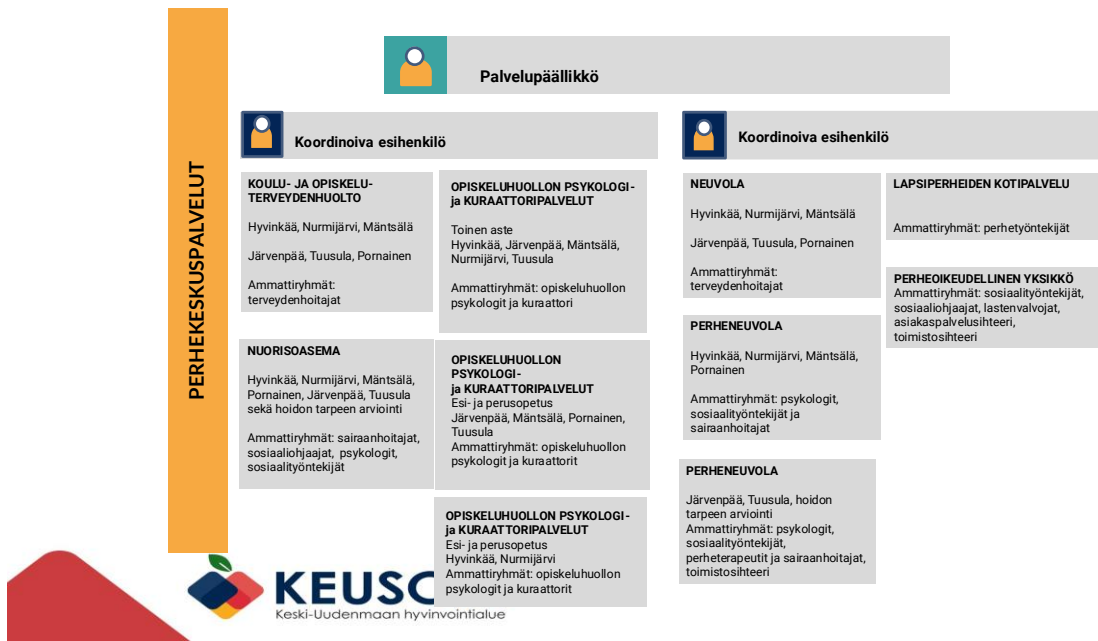 PERHEKESKUSPALVELUT
Palvelupäällikkö
Koordinoiva esihenkilö
KOULU- JA OPISKELU-
TERVEYDENHUOLTO
Hyvinkää, Nurmijärvi, Mäntsälä
Järvenpää, Tuusula, Pornainen
Ammattiryhmät:
terveydenhoitajat
OPISKELUHUOLLON PSYKOLOGI-
ja KURAATTORIPALVELUT
Toinen aste
Hyvinkää, Järvenpää, Mäntsälä,
Nurmijärvi, Tuusula
Ammattiryhmät: opiskeluhuollon
psykologit ja kuraattori
NUORISOASEMA
Hyvinkää, Nurmijärvi, Mäntsälä,
Pornainen, Järvenpää, Tuusula
sekä hoidon tarpeen arviointi
Ammattiryhmät: sairaanhoitajat,
sosiaaliohjaajat, psykologit,
sosiaalityöntekijät
OPISKELUHUOLLON
PSYKOLOGI-
ja KURAATTORIPALVELUT
Esi- ja perusopetus
Järvenpää, Mäntsälä, Pornainen,
Tuusula
Ammattiryhmät: opiskeluhuollon
psykologit ja kuraattorit
OPISKELUHUOLLON PSYKOLOGI-
ja KURAATTORIPALVELUT
Esi- ja perusopetus
Hyvinkää, Nurmijärvi
Ammattiryhmät: opiskeluhuollon
psykologit ja kuraattorit
Koordinoiva esihenkilö
NEUVOLA
Hyvinkää, Nurmijärvi, Mäntsälä
Järvenpää, Tuusula, Pornainen
Ammattiryhmät:
terveydenhoitajat
PERHENEUVOLA
Hyvinkää, Nurmijärvi, Mäntsälä,
Pornainen
Ammattiryhmät: psykologit,
sosiaalityöntekijät ja
sairaanhoitajat
PERHENEUVOLA
Järvenpää, Tuusula, hoidon
tarpeen arviointi
Ammattiryhmät: psykologit,
sosiaalityöntekijät,
perheterapeutit ja sairaanhoitajat,
toimistosihteeri
LAPSIPERHEIDEN KOTIPALVELU
Ammattiryhmät: perhetyöntekijät
PERHEOIKEUDELLINEN YKSIKKÖ
Ammattiryhmät: sosiaalityöntekijät,
sosiaaliohjaajat, lastenvalvojat,
asiakaspalvelusihteeri,
toimistosihteeri
KEUSO
Keski-Uudenmaan hyvinvointialue